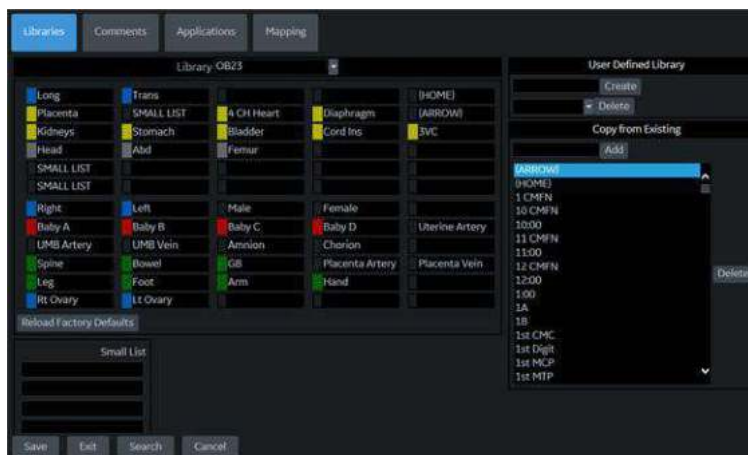 Libraries Comments Applications Mapping
Library OB23
User Defined Library
Create
Delete
Copy from Existing
Add
Long Trans (HOME)
Placenta SMALL LIST 4 CH Heart Diaphragm (ARROW)
Kidneys Stomach Bladder Cord Ins 3VC
Head Abd Femur
SMALL LIST
SMALL LIST
Right Left Male Female
Baby A Baby B Baby C Baby D Uterine Artery
UMB Artery UMB Vein Amnion Chorion
Spine Bowel GB Placenta Artery Placenta Vein
Leg Foot Arm Hand
Rt Ovary Lt Ovary
Reload Factory Defaults
(ARROW)
(HOME)
1 CMFN
10 CMFN
10:00
11 CMFN
11:00
12 CMFN
12:00
1:00
1A
1B
1st CMC
1st Digit
1st MCP
1st MTP
Delete
Small List
Save Exit Search Cancel